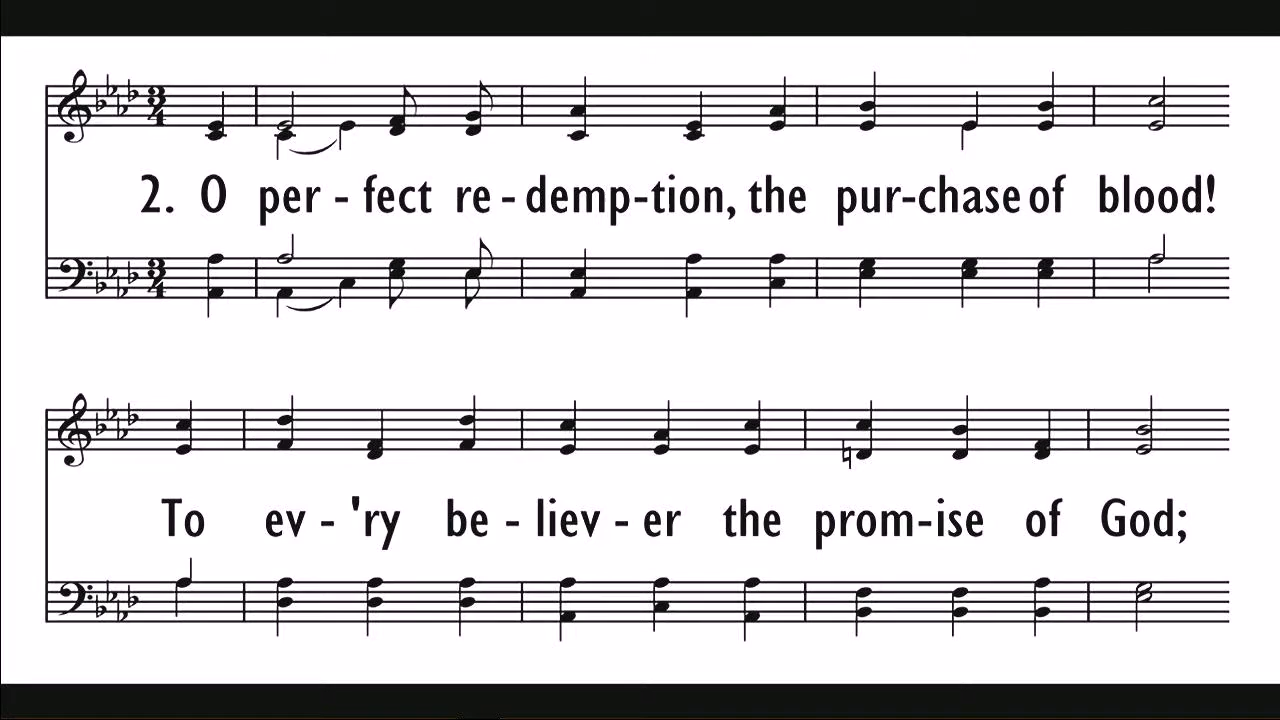 2. O per - fect re - demp - tion, the pur - chase of blood!
To ev - 'ry be - liev - er the prom - ise of God;